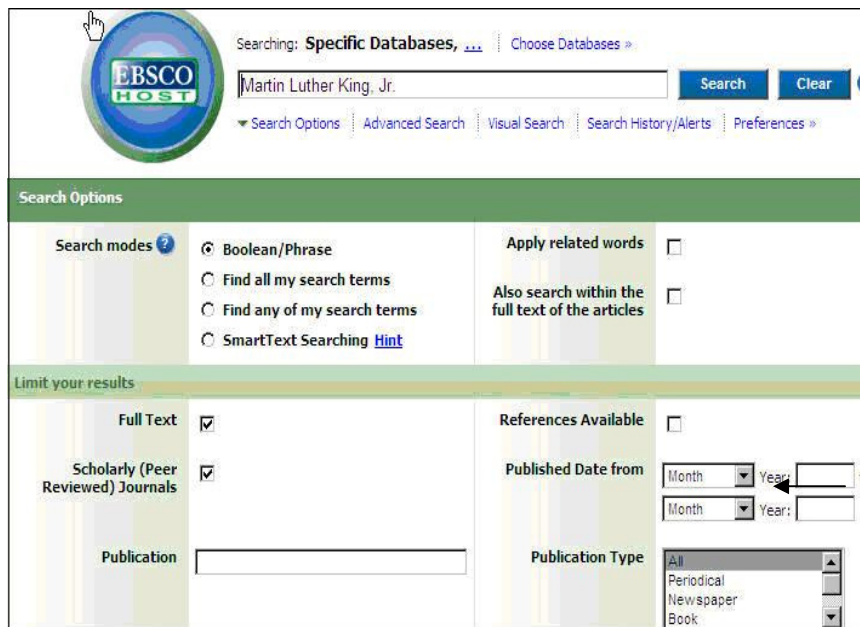 Searching: Specific Databases, ... Choose Databases »
EBSCO
HOST
Martin Luther King, Jr.
Search Clear
Search Options Advanced Search Visual Search Search History/Alerts Preferences »
Search Options
Search modes ?
Boolean/Phrase
Find all my search terms
Find any of my search terms
SmartText Searching Hint
Apply related words
Also search within the
full text of the articles
Limit your results
Full Text
References Available
Scholarly (Peer
Reviewed) Journals
Published Date from
Month Year:
Month Year:
Publication
Publication Type
All
Periodical
Newspaper
Book